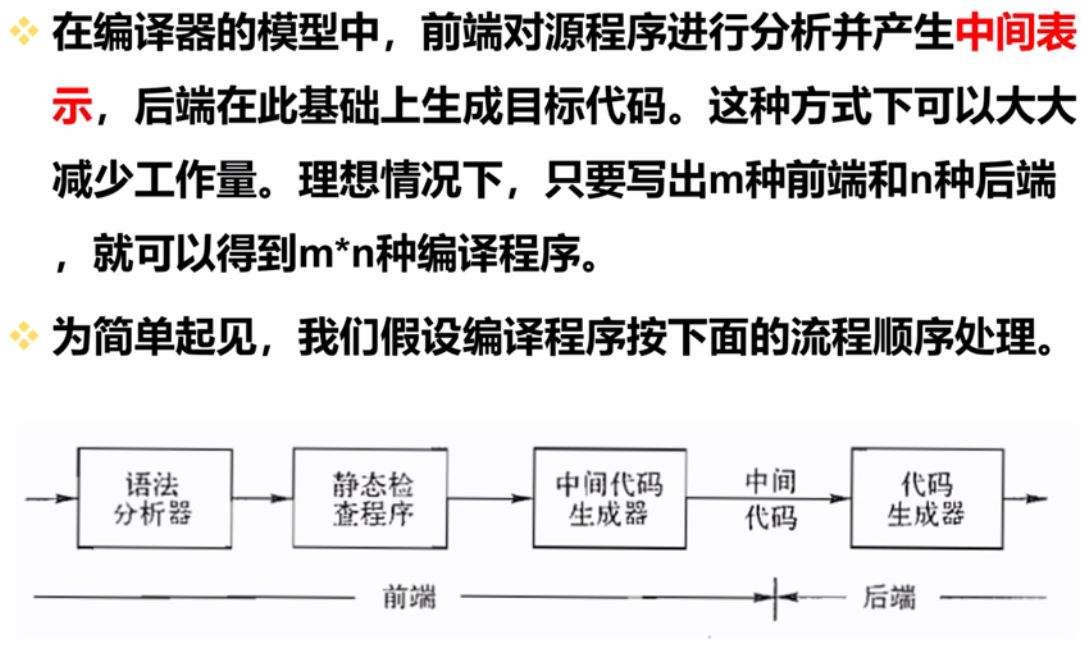 在编译器的模型中，前端对源程序进行分析并产生中间表
示，后端在此基础上生成目标代码。这种方式下可以大大
减少工作量。理想情况下，只要写出m种前端和n种后端
，就可以得到m*n种编译程序。
为简单起见，我们假设编译程序按下面的流程顺序处理。
语法
分析器
静态检
查程序
中间代码
生成器
中间
代码
代码
生成器
前端
后端